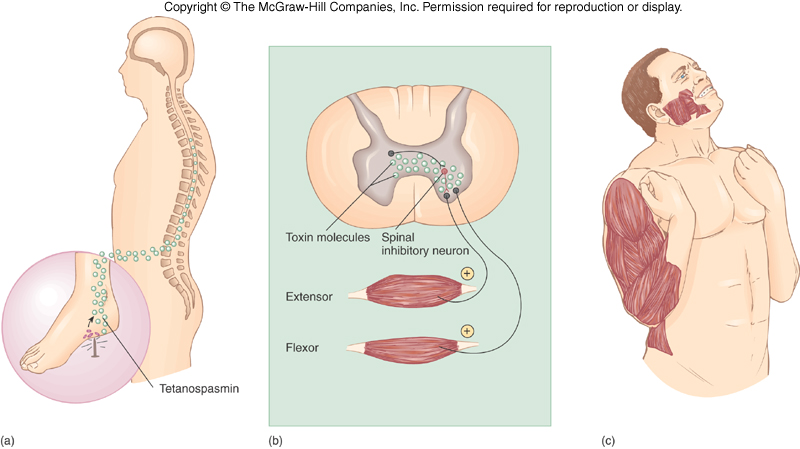 Copyright © The McGraw-Hill Companies, Inc. Permission required for reproduction or display.
Tetanospasmin
(a)
Toxin molecules
Spinal
inhibitory neuron
+
Extensor
+
Flexor
(b)
(c)